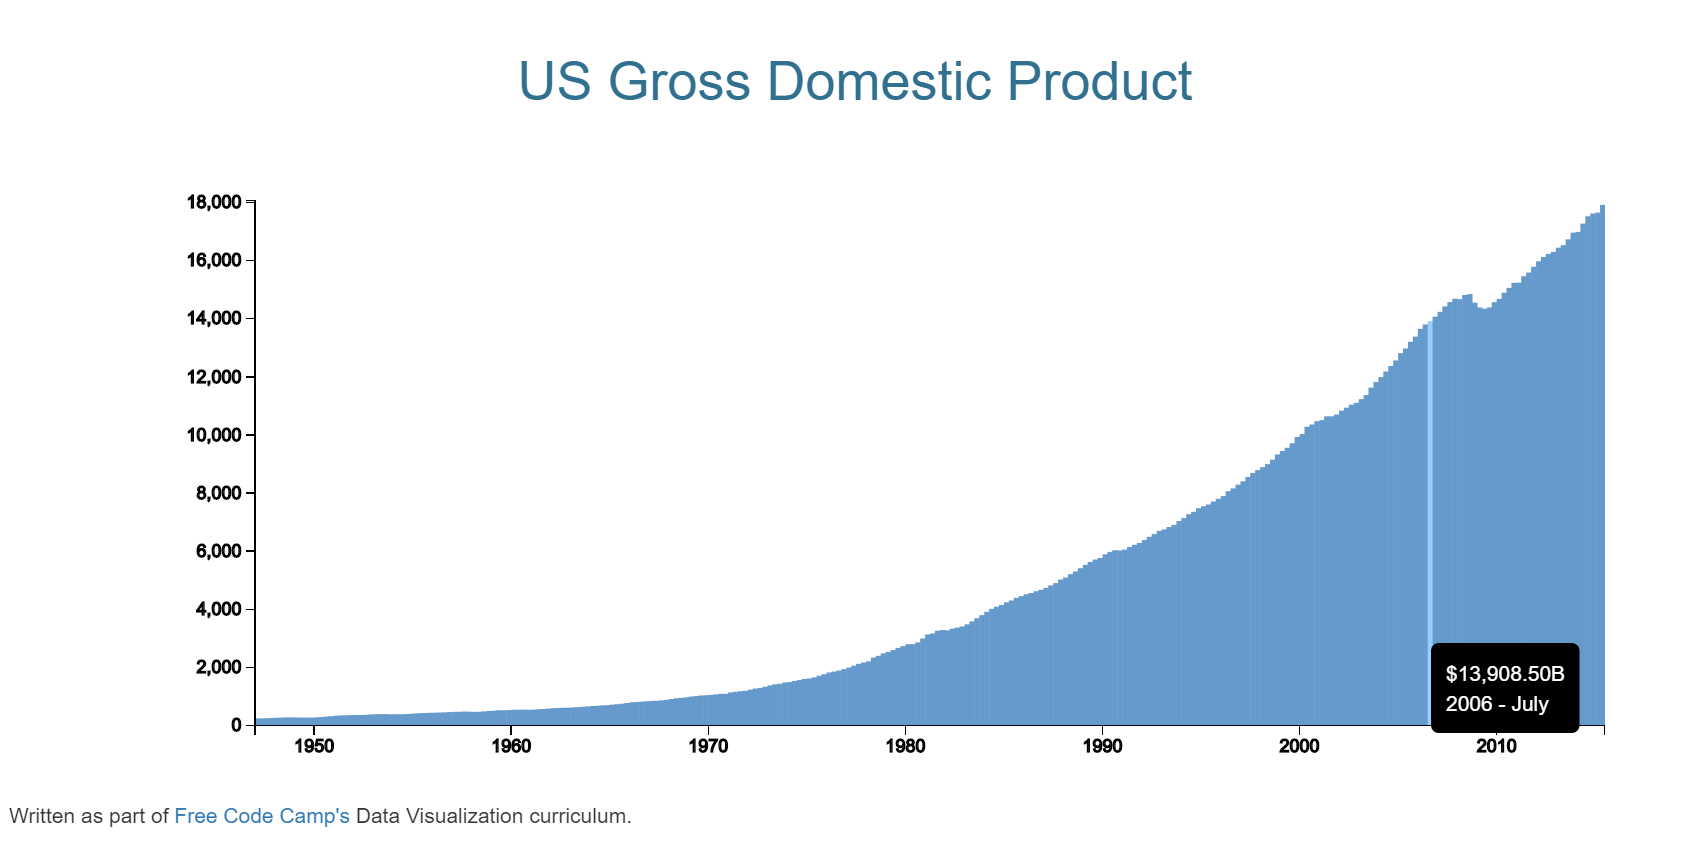 US Gross Domestic Product
18,000
16,000
14,000
12,000
10,000
8,000
6,000
4,000
2,000
0
$13,908.50B
2006 - July
1950 1960 1970 1980 1990 2000 2010
Written as part of Free Code Camp's Data Visualization curriculum.